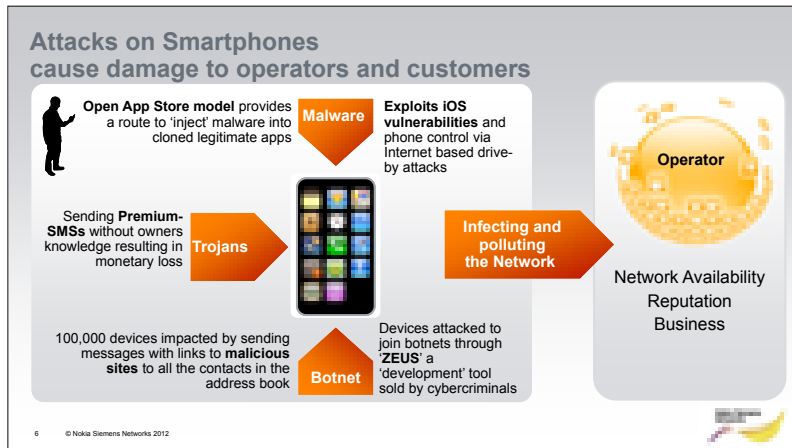 Attacks on Smartphones
cause damage to operators and customers
Open App Store model provides
a route to ‘inject’ malware into
cloned legitimate apps
Malware
Exploits iOS
vulnerabilities and
phone control via
Internet based drive-
by attacks
Sending Premium-
SMSs without owners
knowledge resulting in
monetary loss
Trojans
Infecting and
polluting
the Network
Operator
Network Availability
Reputation
Business
100,000 devices impacted by sending
messages with links to malicious
sites to all the contacts in the
address book
Botnet
Devices attacked to
join botnets through
‘ZEUS’ a
‘development’ tool
sold by cybercriminals
6 © Nokia Siemens Networks 2012